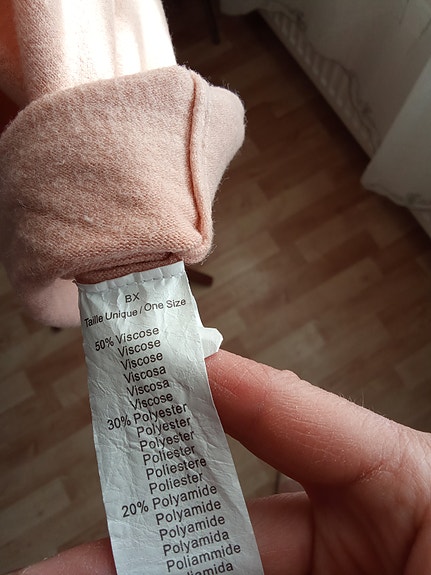 BX
Taille Unique / One Size
50% Viscose
Viscose
Viscose
Viscosa
Viscosa
Viscose
30% Polyester
Polyester
Polyester
Poliester
Poliestere
Poliester
20% Polyamide
Polyamide
Polyamide
Polyamida
Poliammide
Poliamida